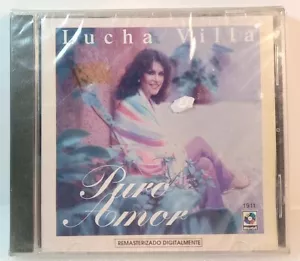 Lucha Villa
Puro
Amor
REMASTERIZADO DIGITALMENTE